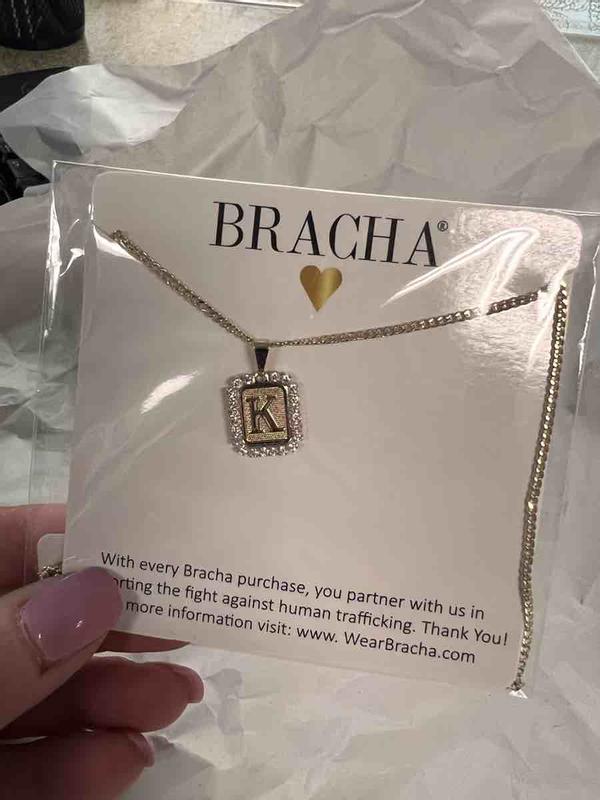 BRACHA®
K
With every Bracha purchase, you partner with us in
the fight against human trafficking. Thank You!
more information visit: www. WearBracha.com